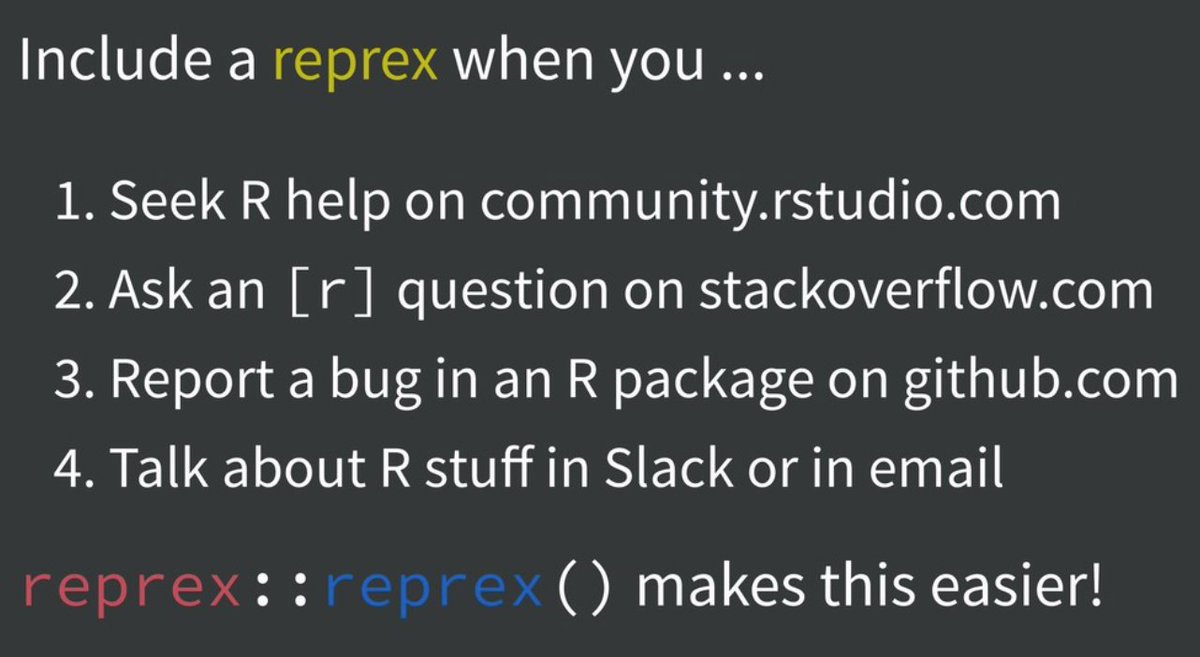 Include a reprex when you ...
1. Seek R help on community.rstudio.com
2. Ask an [r] question on stackoverflow.com
3. Report a bug in an R package on github.com
4. Talk about R stuff in Slack or in email
reprex::reprex() makes this easier!